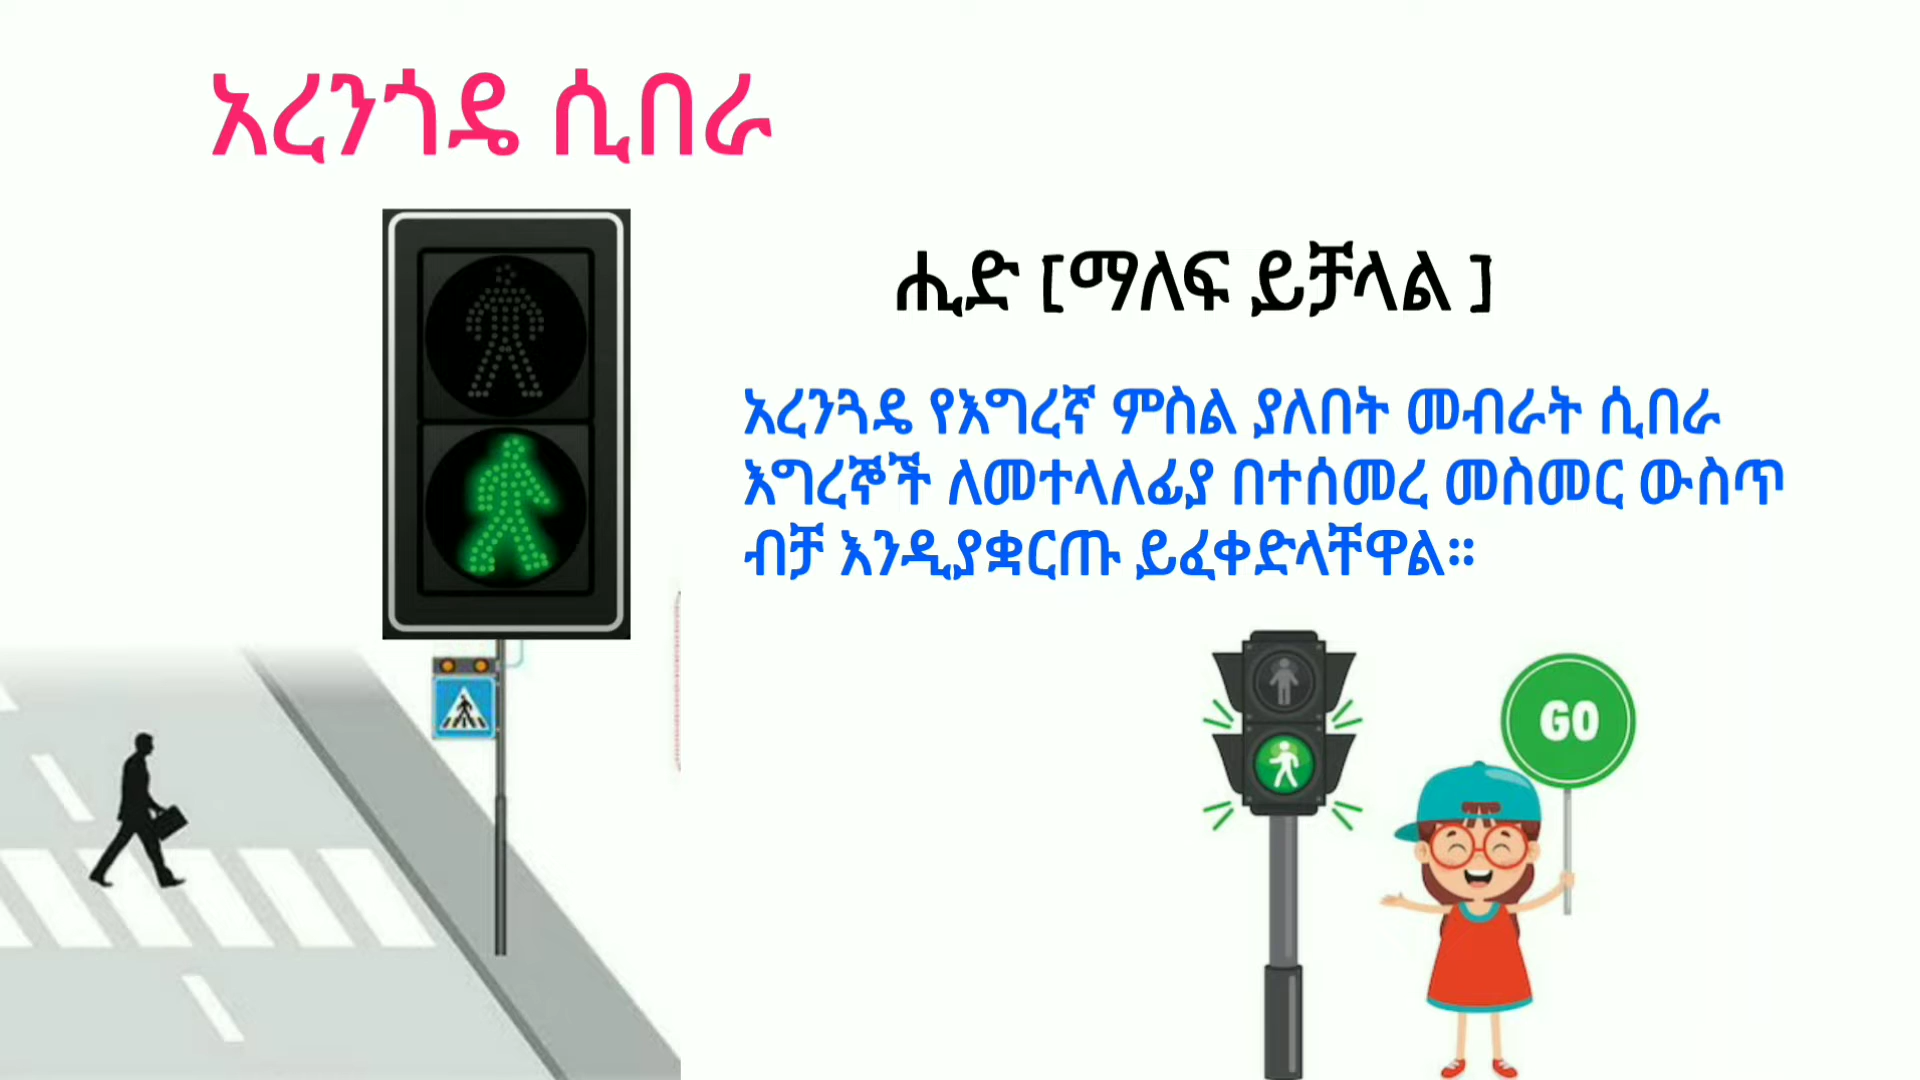 አረንጎዴ ሲበራ
ሒድ [ማለፍ ይቻላል ]
አረንጓዴ የእግረኛ ምስል ያለበት መብራት ሲበራ
እግረኞች ለመተላለፊያ በተሰመረ መስመር ውስጥ
ብቻ እንዲያቋርጡ ይፈቀድላቸዋል።
GO